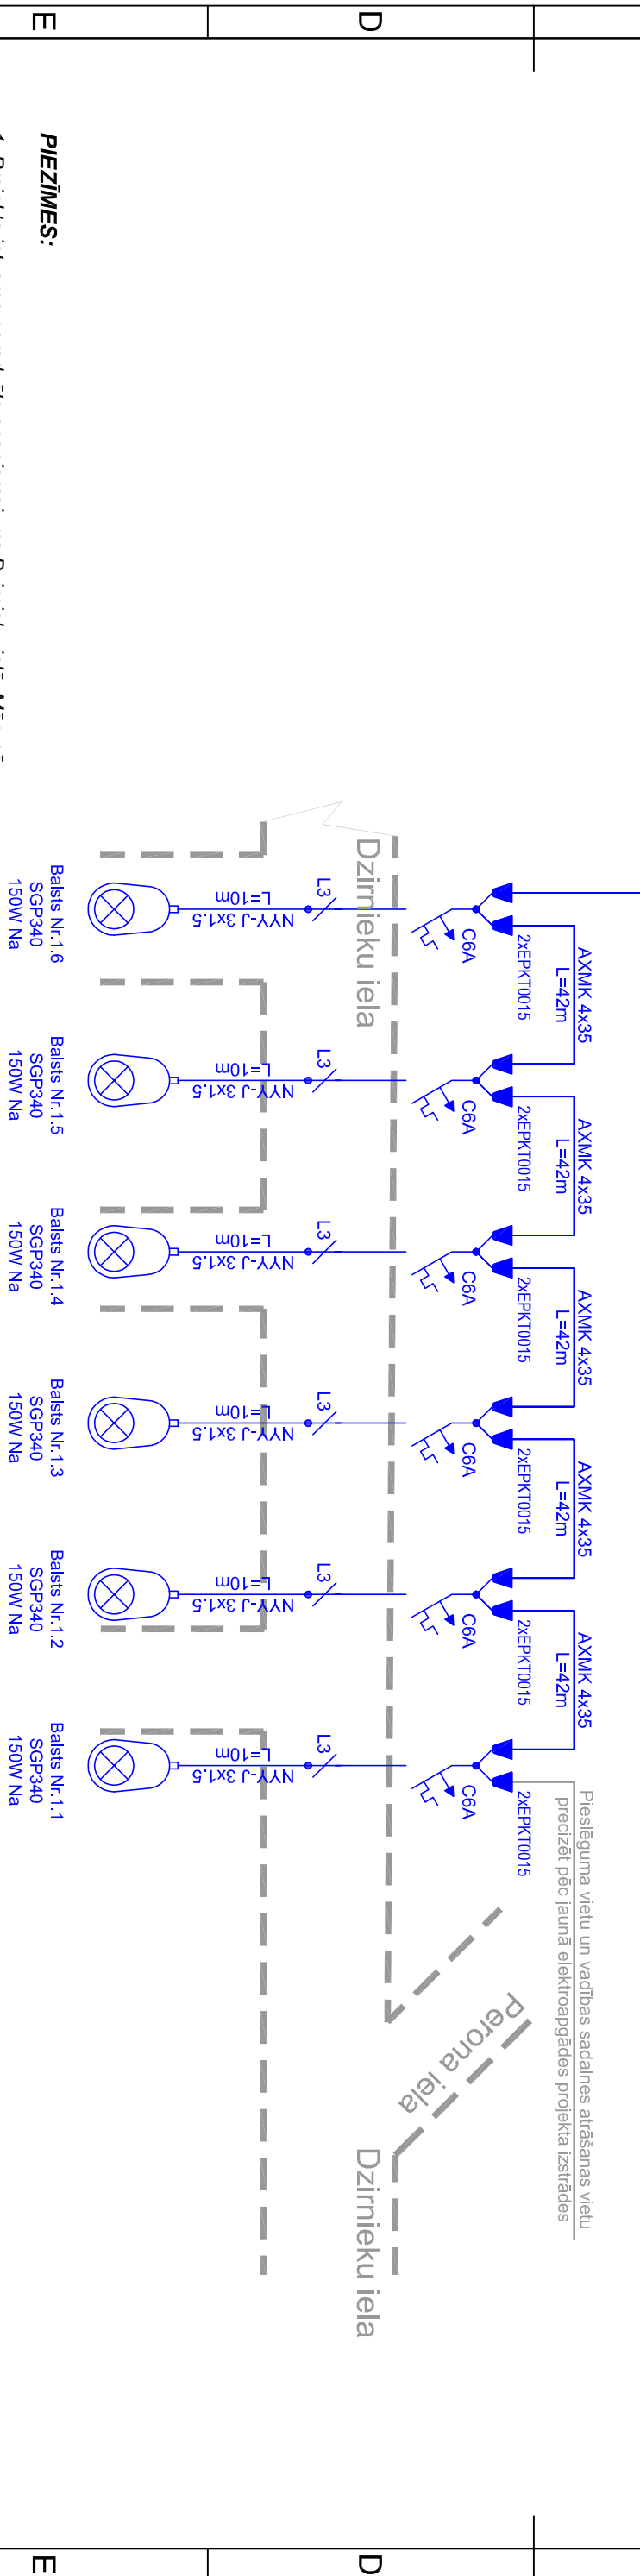 E
D
PIEZĪMES:
Pieslēguma vietu un vadības sadalnes atrāšanas vietu
precizēt pēc jaunā elektroapgādes projekta izstrādes
AXMK 4x35
L=42m
AXMK 4x35
L=42m
AXMK 4x35
L=42m
AXMK 4x35
L=42m
AXMK 4x35
L=42m
2xEPKT0015
2xEPKT0015
2xEPKT0015
2xEPKT0015
2xEPKT0015
2xEPKT0015
C6A
C6A
C6A
C6A
C6A
C6A
Perona iela
Dzirnieku iela
Dzirnieku iela
L3
L3
L3
L3
L3
L3
NYY-J 3x1.5
L=10m
NYY-J 3x1.5
L=10m
NYY-J 3x1.5
L=10m
NYY-J 3x1.5
L=10m
NYY-J 3x1.5
L=10m
NYY-J 3x1.5
L=10m
Balsts Nr.1.6
SGP340
150W Na
Balsts Nr.1.5
SGP340
150W Na
Balsts Nr.1.4
SGP340
150W Na
Balsts Nr.1.3
SGP340
150W Na
Balsts Nr.1.2
SGP340
150W Na
Balsts Nr.1.1
SGP340
150W Na
E
D